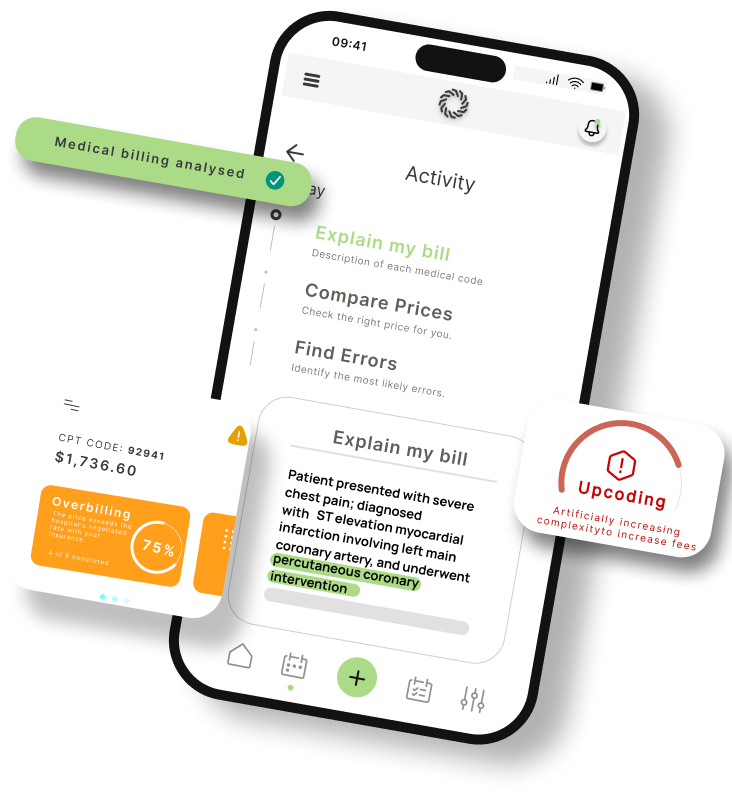 09:41
Medical billing analysed
ay
Activity
Explain my bill
Description of each medical code
Compare Prices
Check the right price for you.
Find Errors
Identify the most likely errors.
CPT CODE: 92941
$1,736.60
Overbilling
The price exceeds the
hospital's negotiated
rate with your
insurance.
75%
4 of 5 completed
Explain my bill
Patient presented with severe
chest pain; diagnosed
with ST elevation myocardial
infarction involving left main
coronary artery, and underwent
percutaneous coronary
intervention
Upcoding
Artificially increasing
complexityto increase fees